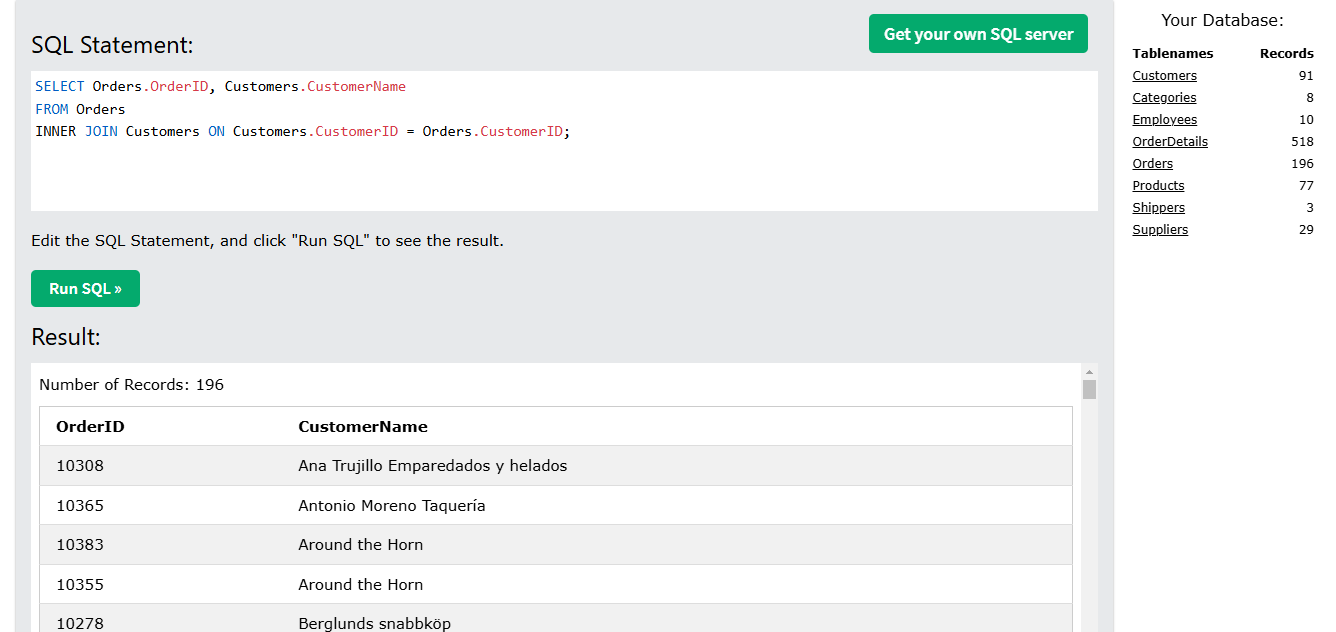 SQL Statement:
Get your own SQL server
SELECT Orders.OrderID, Customers.CustomerName
FROM Orders
INNER JOIN Customers ON Customers.CustomerID = Orders.CustomerID;
Edit the SQL Statement, and click "Run SQL" to see the result.
Run SQL »
Result:
Number of Records: 196
OrderID CustomerName
10308 Ana Trujillo Emparedados y helados
10365 Antonio Moreno Taquería
10383 Around the Horn
10355 Around the Horn
10278 Berglunds snabbköp
Your Database:
Tablenames Records
Customers 91
Categories 8
Employees 10
OrderDetails 518
Orders 196
Products 77
Shippers 3
Suppliers 29